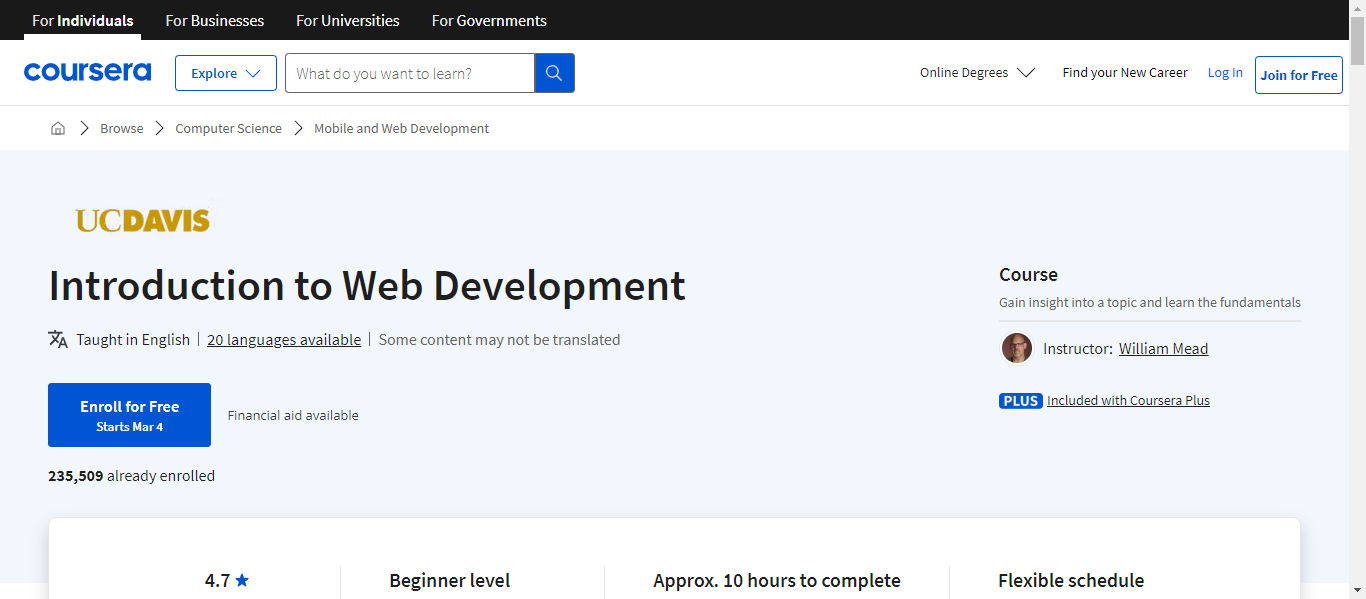 For Individuals For Businesses For Universities For Governments
coursera Explore What do you want to learn? Online Degrees Find your New Career Log In Join for Free
Browse Computer Science Mobile and Web Development
UCDAVIS
Introduction to Web Development
Taught in English | 20 languages available | Some content may not be translated
Enroll for Free
Starts Mar 4
Financial aid available
235,509 already enrolled
Course
Gain insight into a topic and learn the fundamentals
Instructor: William Mead
PLUS Included with Coursera Plus
4.7 Beginner level Approx. 10 hours to complete Flexible schedule